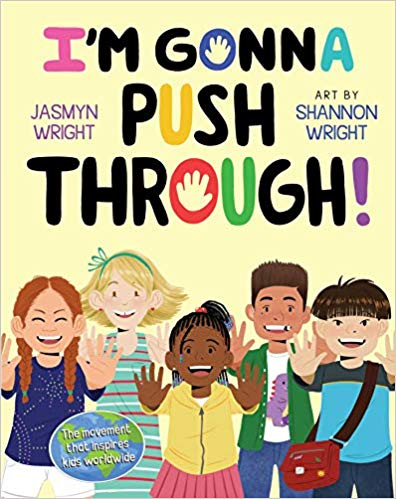 I'M GONNA
PUSH
THROUGH!
JASMYN
WRIGHT
ART BY
SHANNON
WRIGHT
The movement
that inspires
kids worldwide